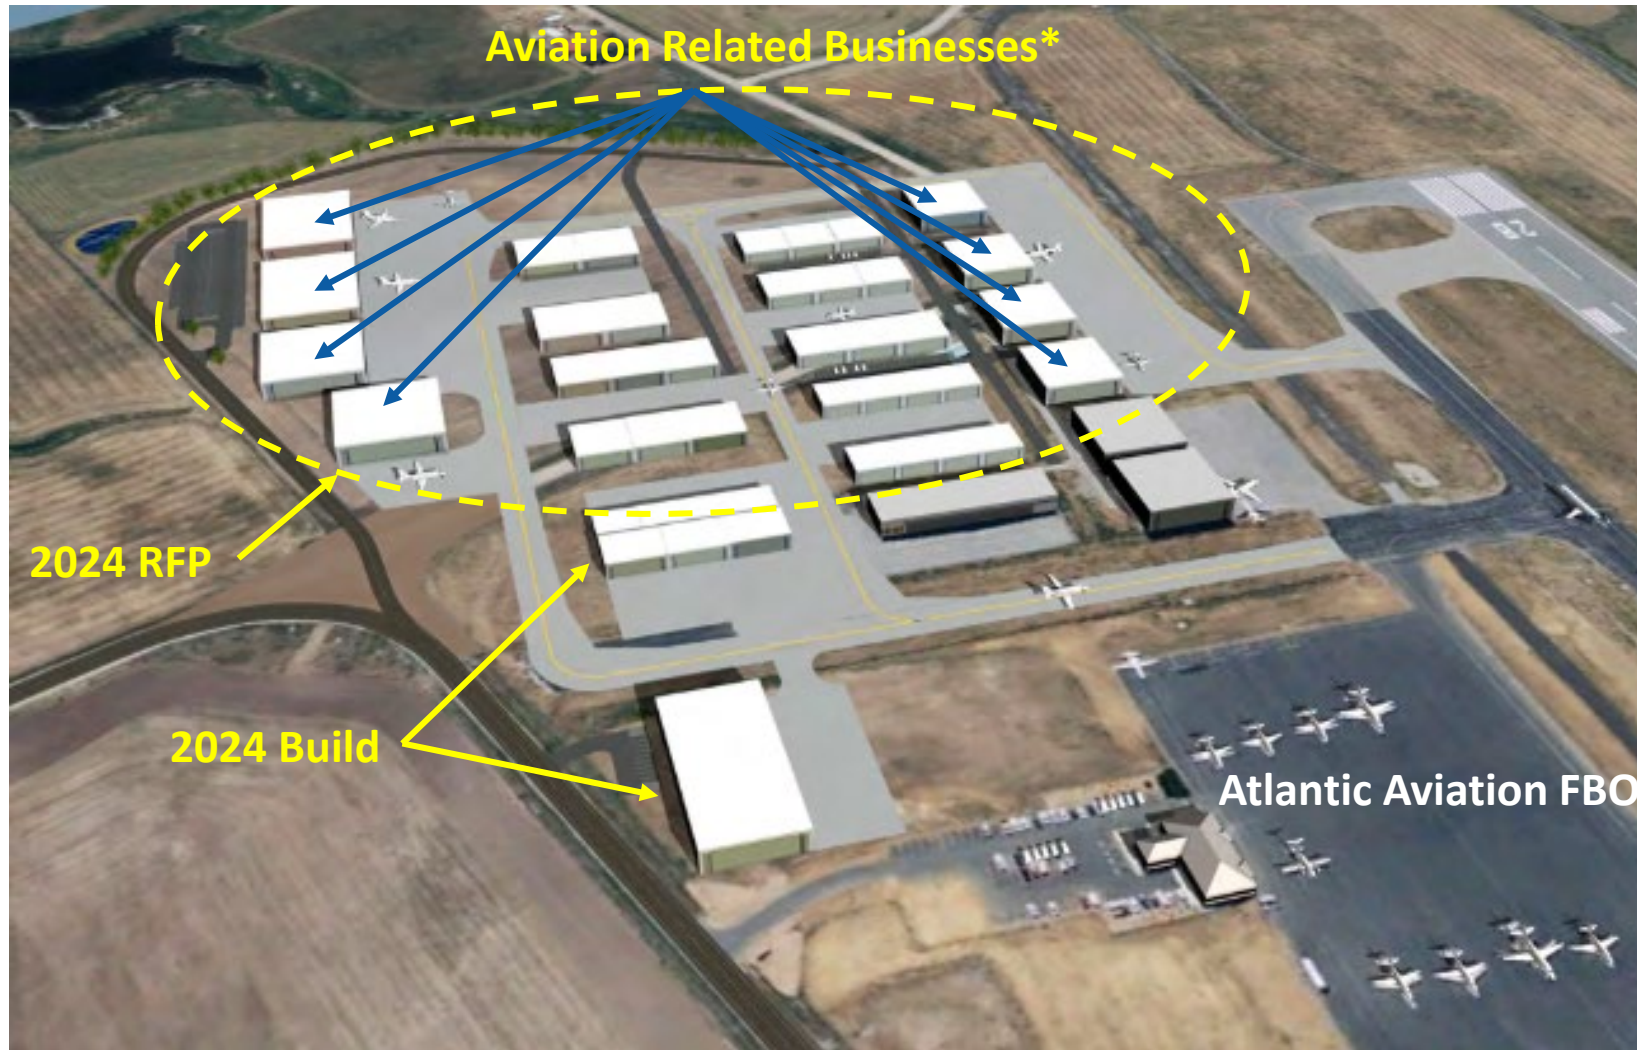 Aviation Related Businesses*
2024 RFP
2024 Build
Atlantic Aviation FBO